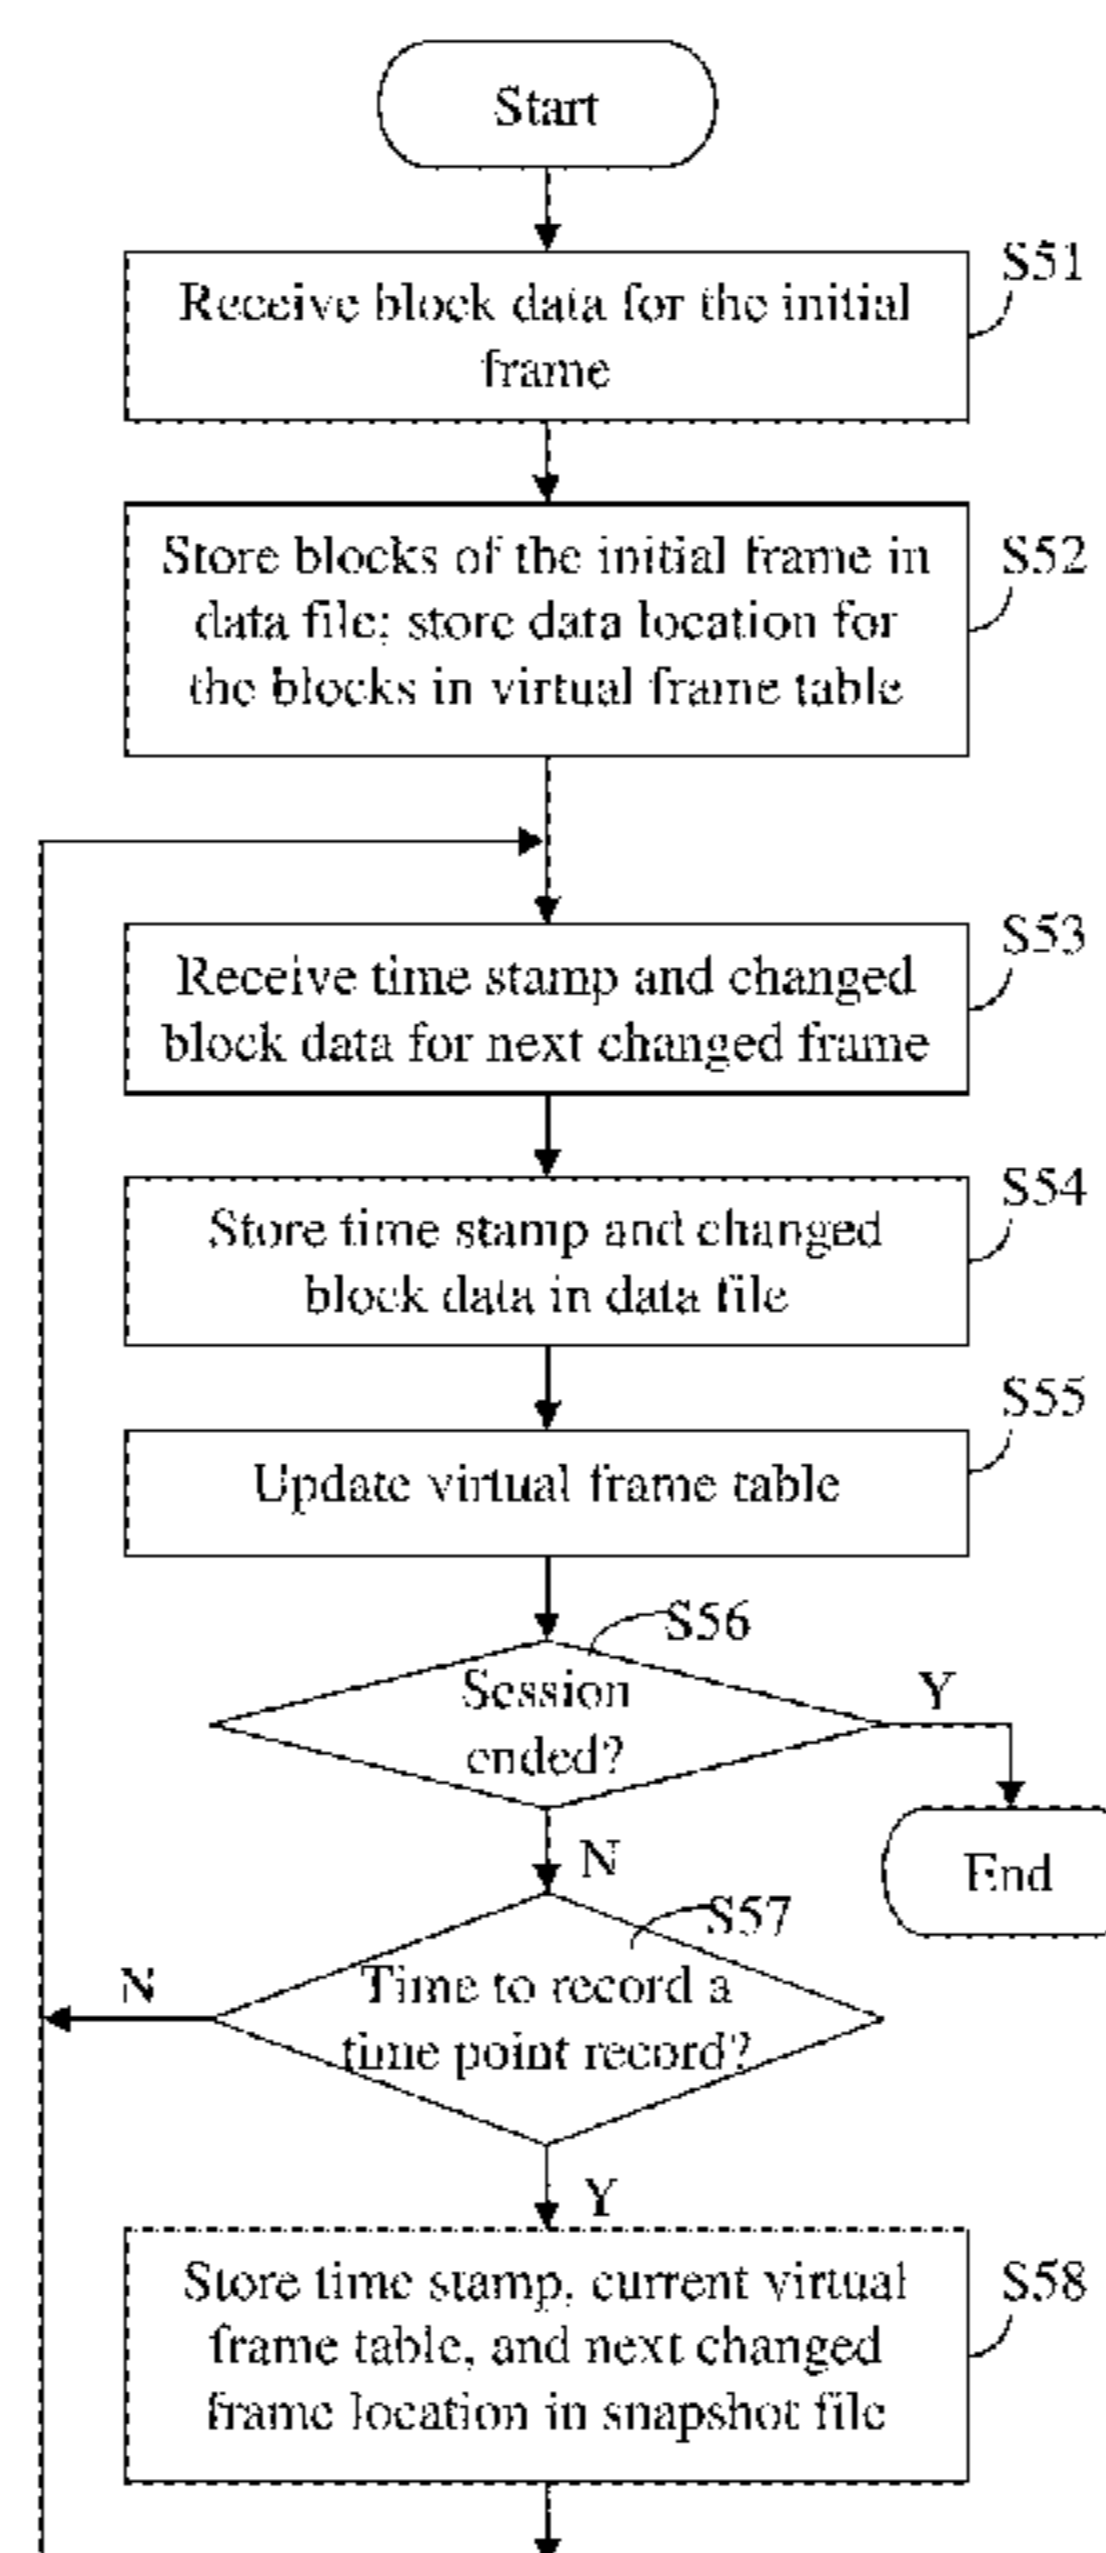 Start
S51
Receive block data for the initial
frame
S52
Store blocks of the initial frame in
data file; store data location for
the blocks in virtual frame table
S53
Receive time stamp and changed
block data for next changed frame
S54
Store time stamp and changed
block data in data file
S55
Update virtual frame table
S56
Session
ended?
Y
End
N
S57
N
Time to record a
time point record?
Y
S58
Store time stamp, current virtual
frame table, and next changed
frame location in snapshot file